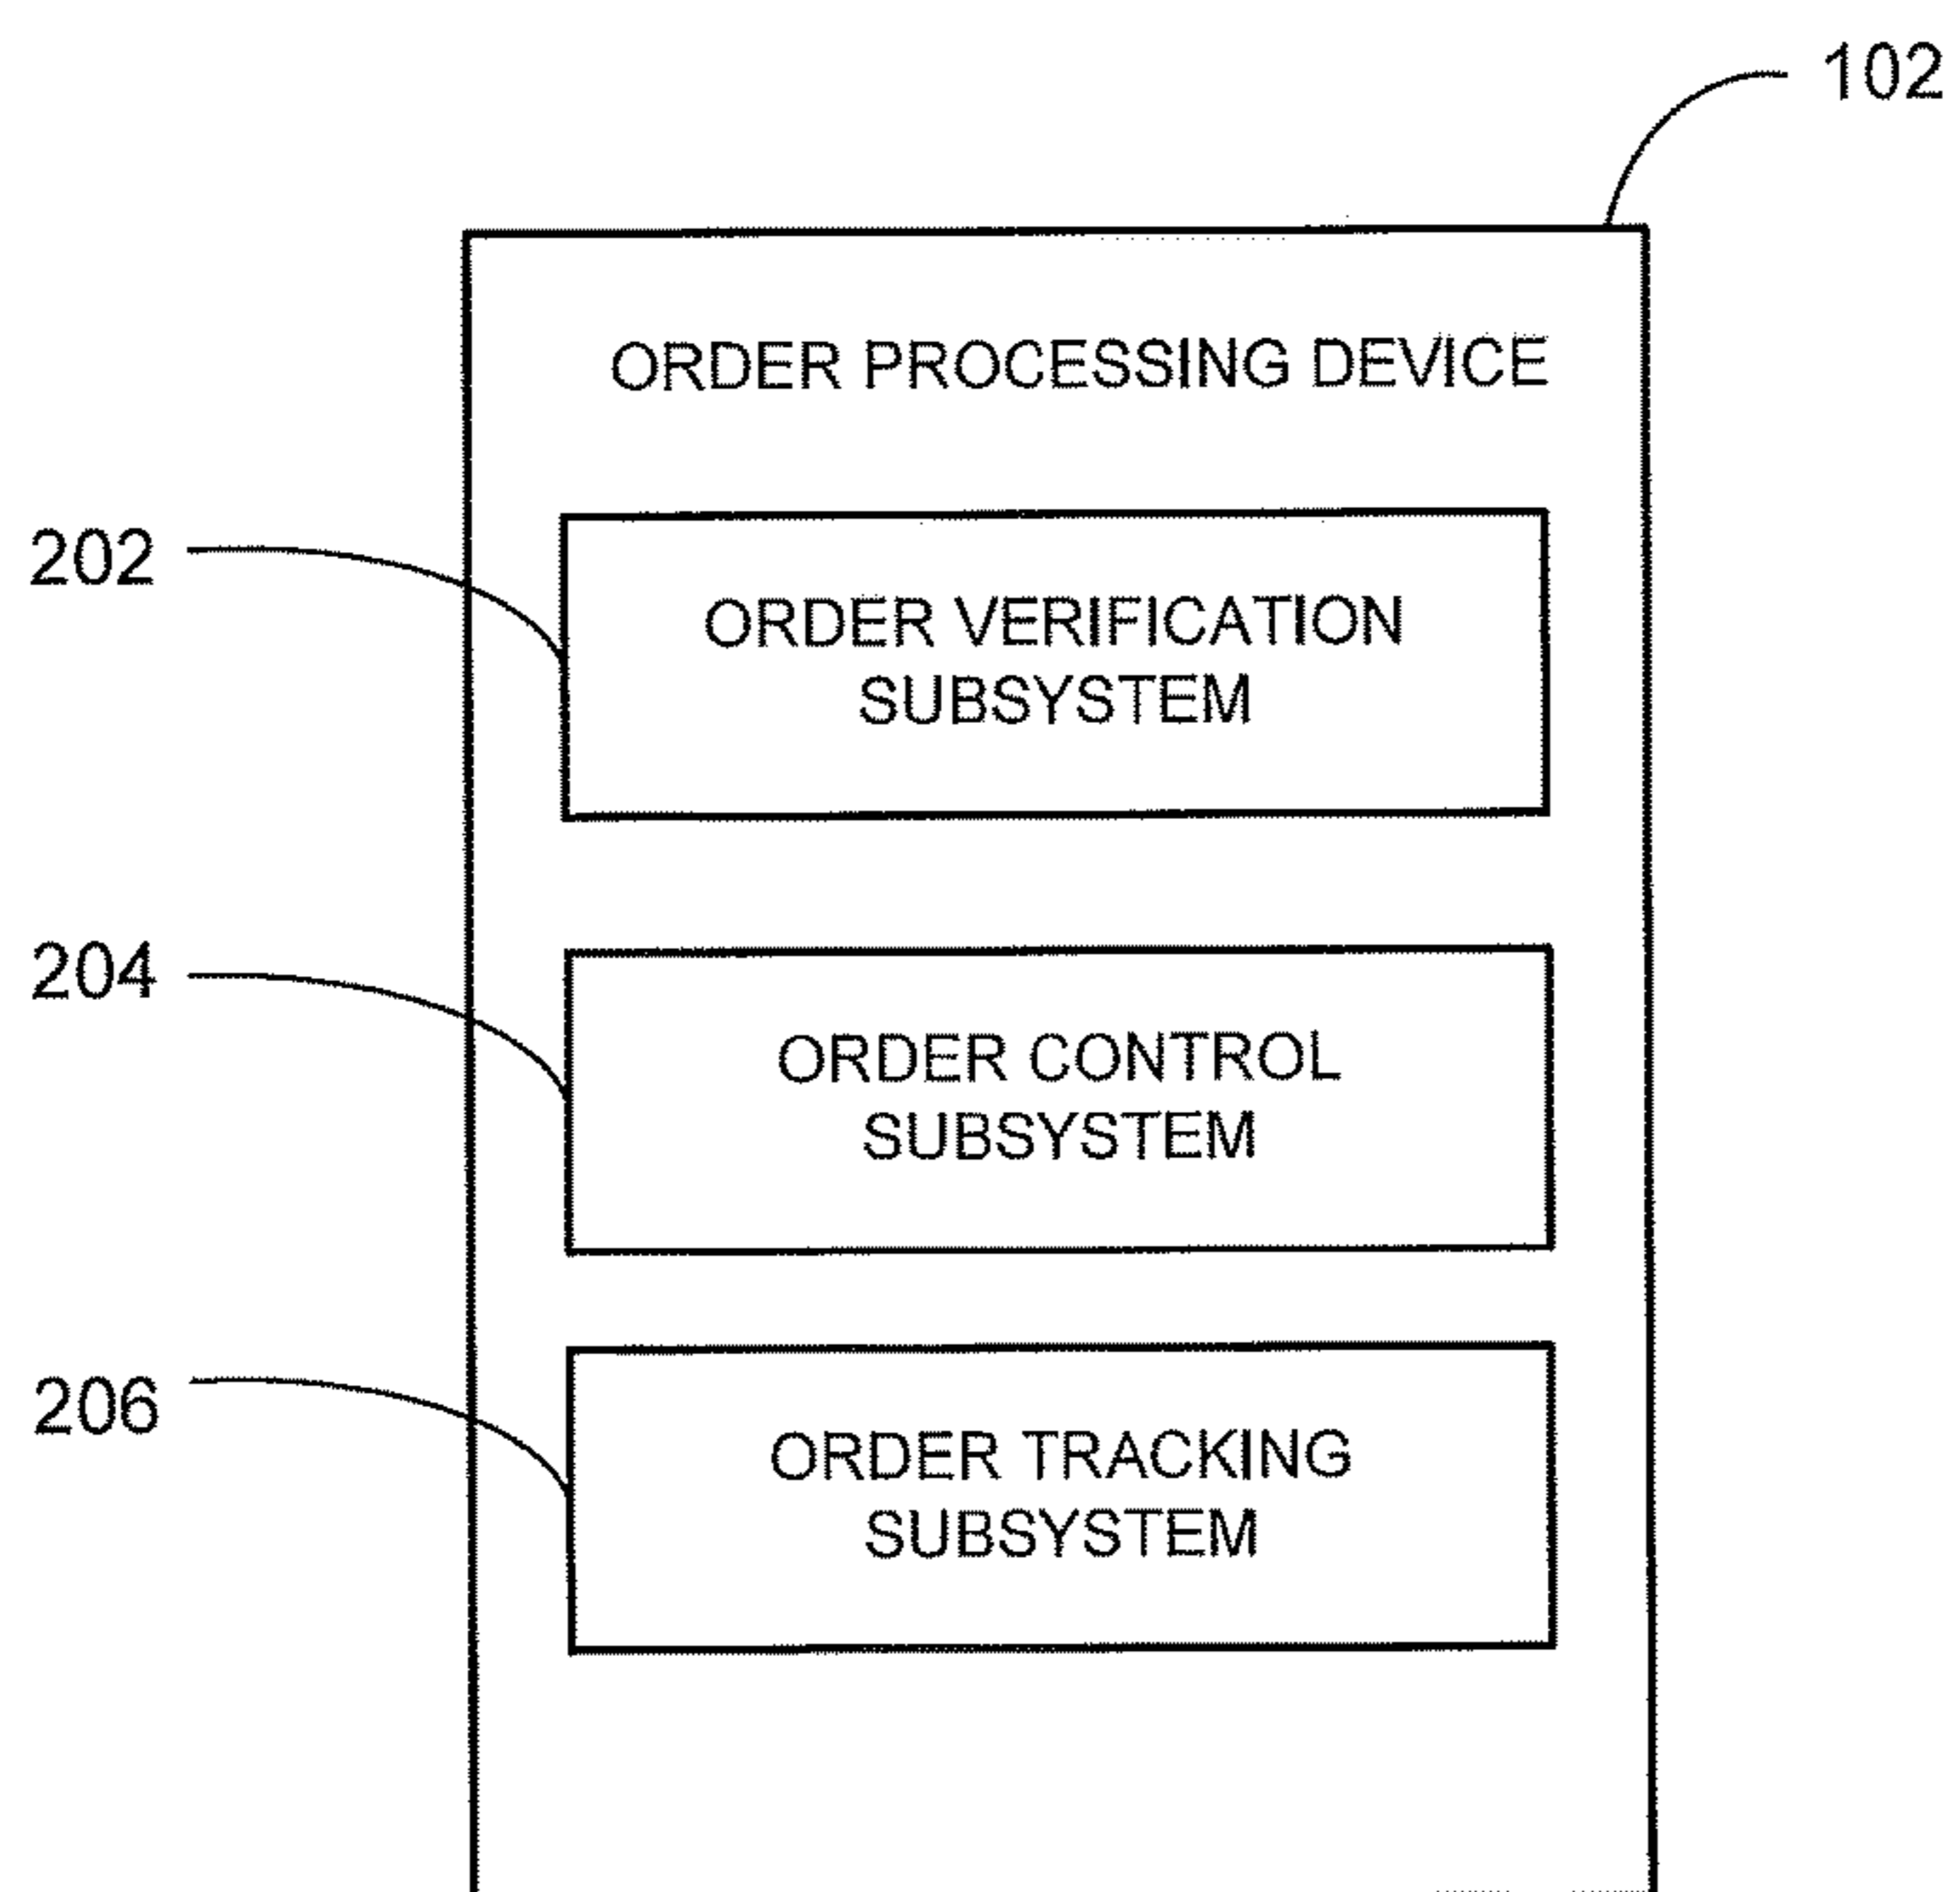 102
ORDER PROCESSING DEVICE
202
ORDER VERIFICATION
SUBSYSTEM
204
ORDER CONTROL
SUBSYSTEM
206
ORDER TRACKING
SUBSYSTEM